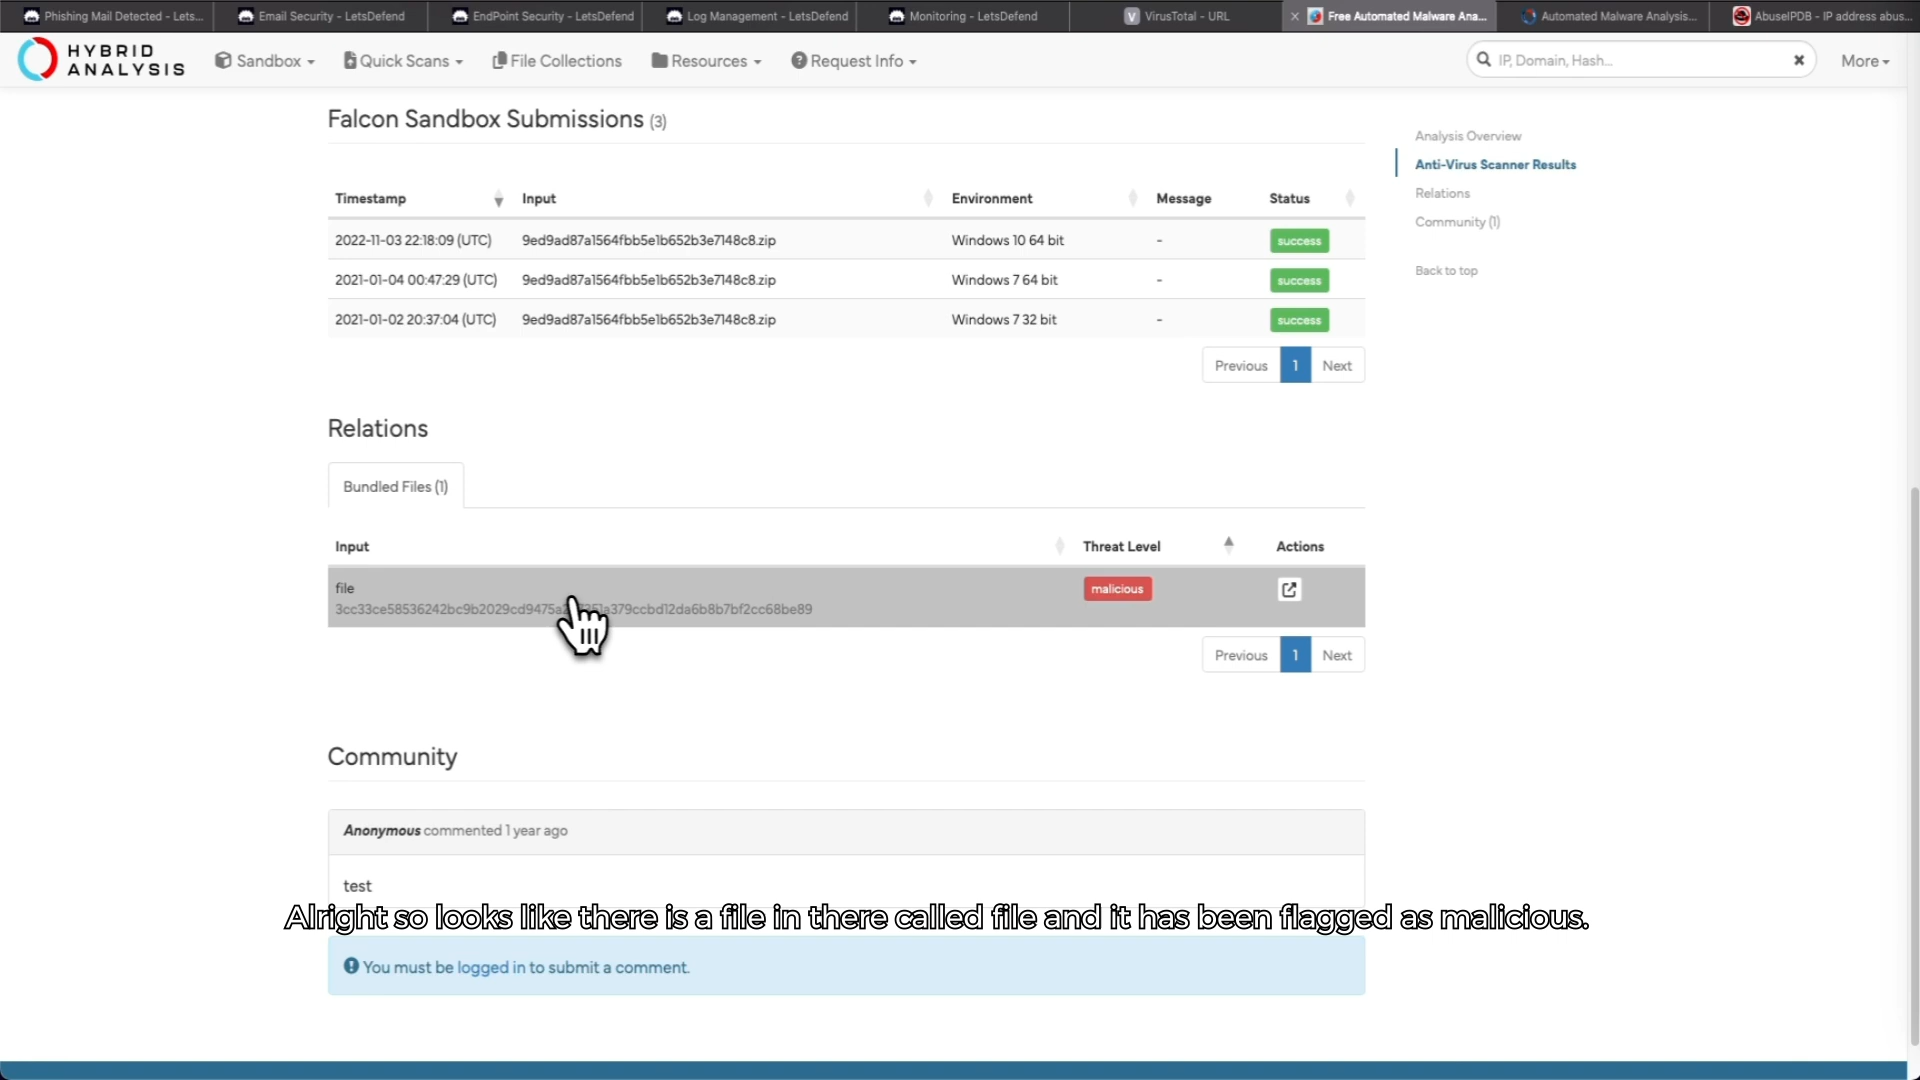 Phishing Mail Detected - Lets...
Email Security - LetsDefend
EndPoint Security - LetsDefend
Log Management - LetsDefend
Monitoring - LetsDefend
VirusTotal - URL
Free Automated Malware Ana...
Automated Malware Analysis...
AbuseIPDB - IP address abus...
HYBRID
ANALYSIS
Sandbox
Quick Scans
File Collections
Resources
Request Info
IP, Domain, Hash...
More
Falcon Sandbox Submissions (3)
Timestamp Input Environment Message Status
2022-11-03 22:18:09 (UTC) 9ed9ad87a1564fbb5e1b652b3e7148c8.zip Windows 10 64 bit - success
2021-01-04 00:47:29 (UTC) 9ed9ad87a1564fbb5e1b652b3e7148c8.zip Windows 7 64 bit - success
2021-01-02 20:37:04 (UTC) 9ed9ad87a1564fbb5e1b652b3e7148c8.zip Windows 7 32 bit - success
Previous 1 Next
Analysis Overview
Anti-Virus Scanner Results
Relations
Community (1)
Back to top
Relations
Bundled Files (1)
Input Threat Level Actions
file malicious
Previous 1 Next
Community
Anonymous commented 1 year ago
test
Alright so looks like there is a file in there called file and it has been flagged as malicious.
You must be logged in to submit a comment.